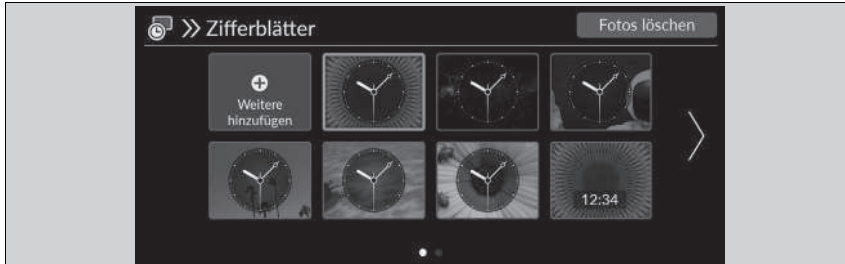 Zifferblätter
Fotos löschen
Weitere
hinzufügen
12:34